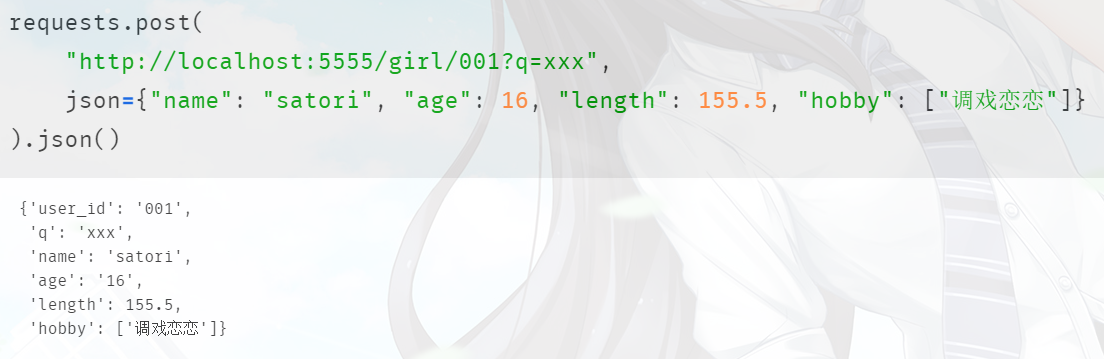 requests.post(
    "http://localhost:5555/girl/001?q=xxx",
    json={"name": "satori", "age": 16, "length": 155.5, "hobby": ["调戏恋恋"]}
).json()
{'user_id': '001',
 'q': 'xxx',
 'name': 'satori',
 'age': '16',
 'length': 155.5,
 'hobby': ['调戏恋恋']}